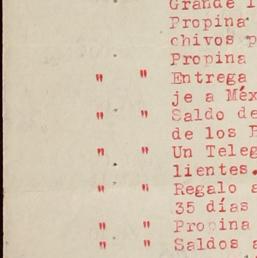 Grande
Propina
chivos
Propina
" " Entrega
je a Méx
" " Saldo de
de los
" " Un Teleg
lientes.
" " Regalo a
35 días
" " Propina
" " Saldos a